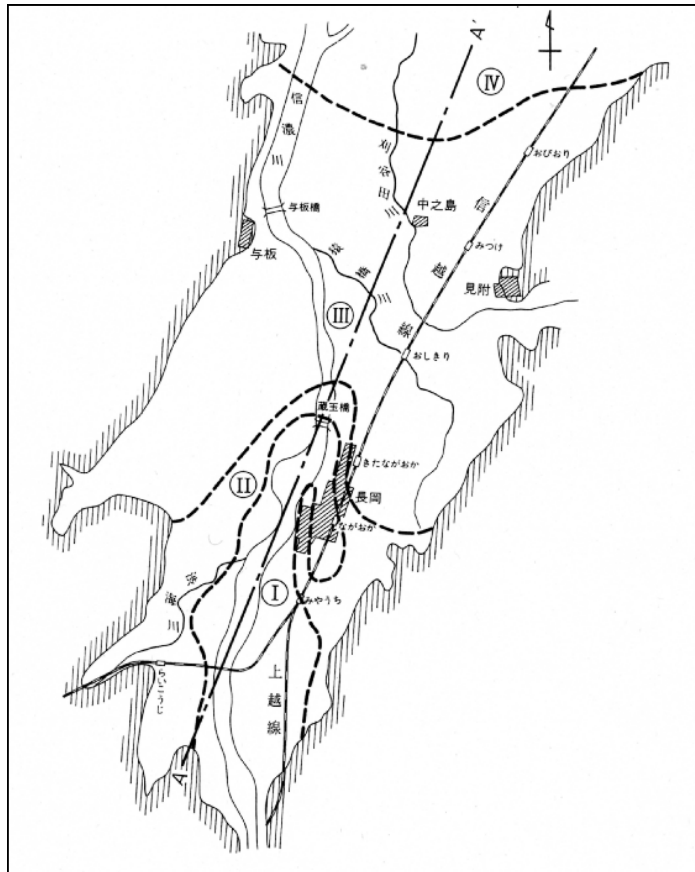 A'
Ⅳ
信濃川
刈谷田川
おびおり
与板橋
中之島
信越線
みつけ
与板
猿橋川
見附
Ⅲ
おしきり
蔵王橋
きたながおか
Ⅱ
長岡
ながおか
Ⅰ
みやうち
渋海川
らいこうじ
上越線
A